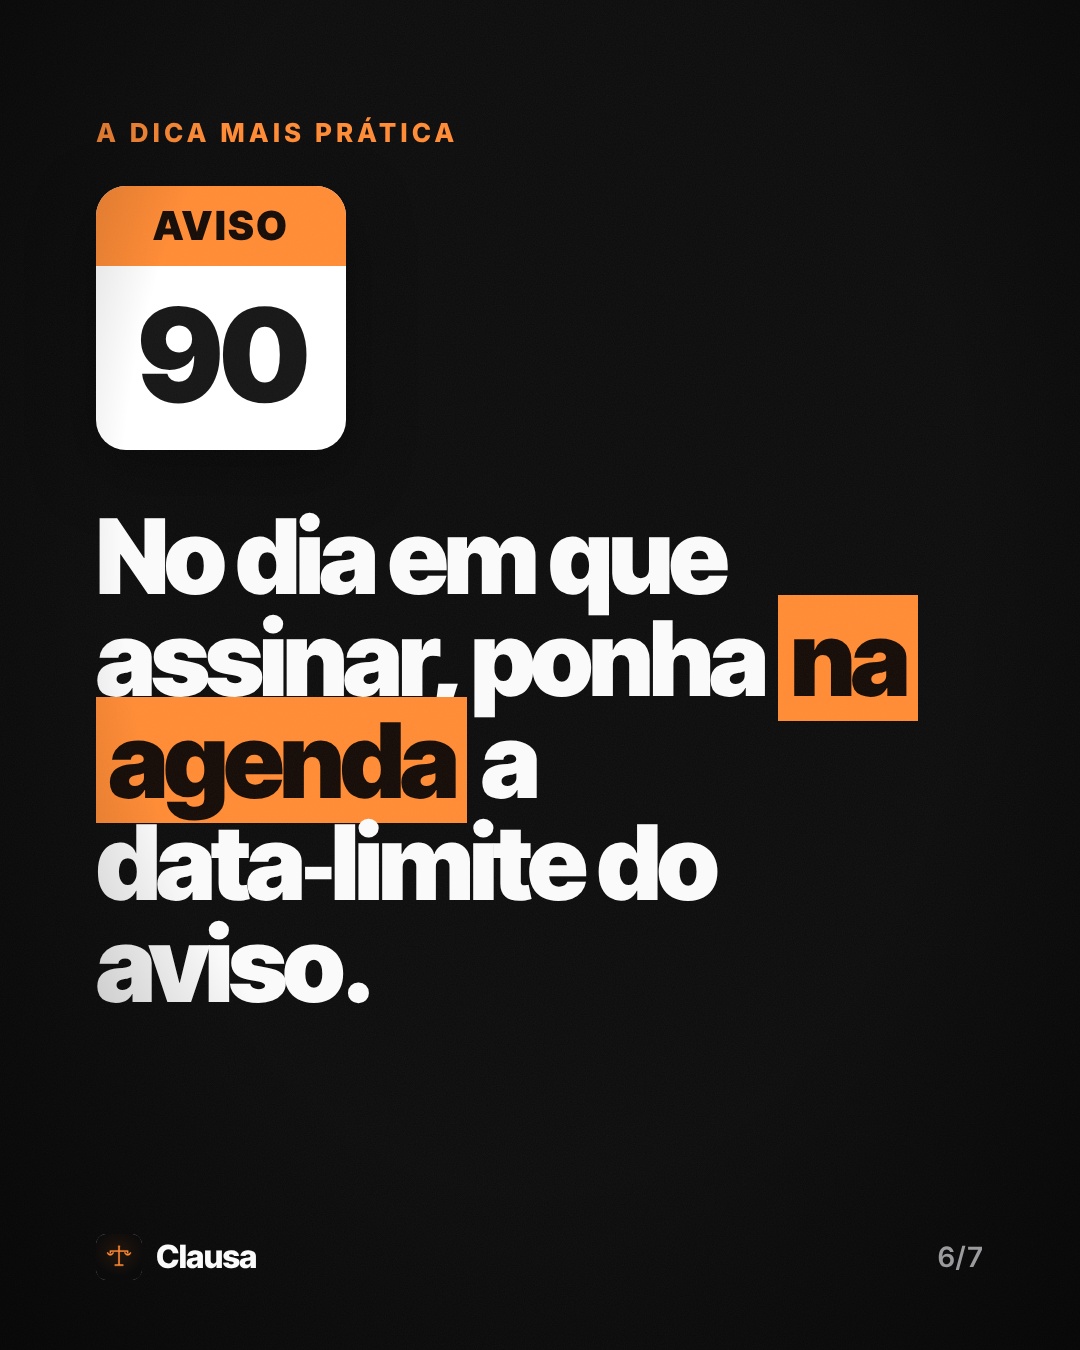 A DICA MAIS PRÁTICA
AVISO
90
No dia em que
assinar, ponha na
agenda a
data-limite do
aviso.
Clausa
6/7